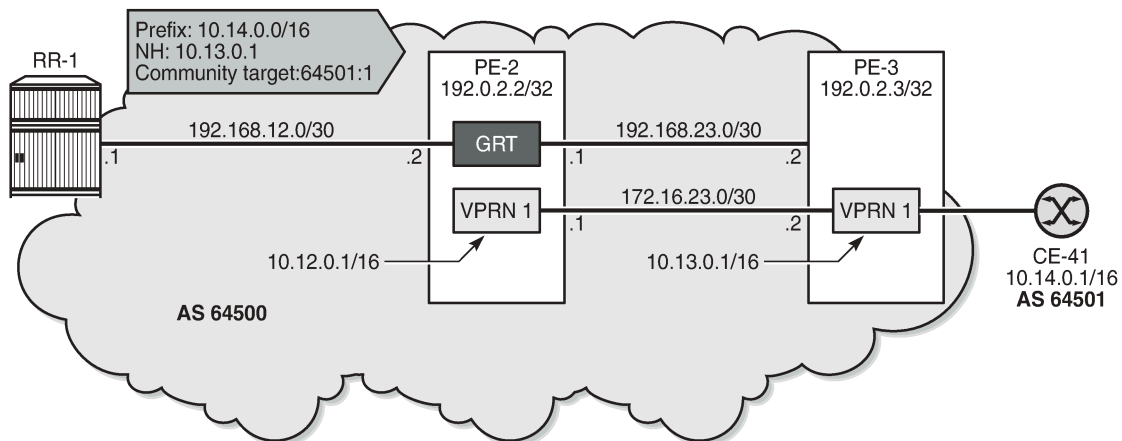 Prefix: 10.14.0.0/16
NH: 10.13.0.1
Community target:64501:1
RR-1
PE-2
192.0.2.2/32
PE-3
192.0.2.3/32
192.168.12.0/30
.1
.2
GRT
192.168.23.0/30
.1
.2
VPRN 1
172.16.23.0/30
.1
.2
VPRN 1
10.12.0.1/16
10.13.0.1/16
CE-41
10.14.0.1/16
AS 64501
AS 64500